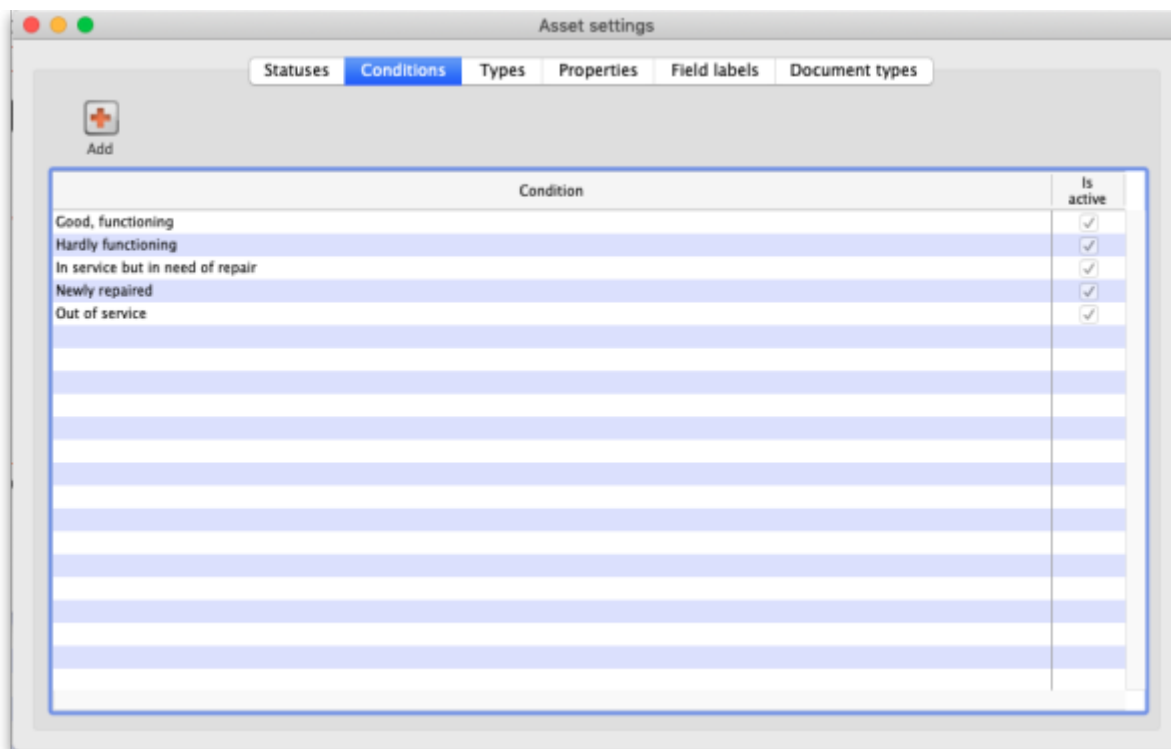 Asset settings
Statuses Conditions Types Properties Field labels Document types
Add
Condition Is active
Good, functioning
Hardly functioning
In service but in need of repair
Newly repaired
Out of service